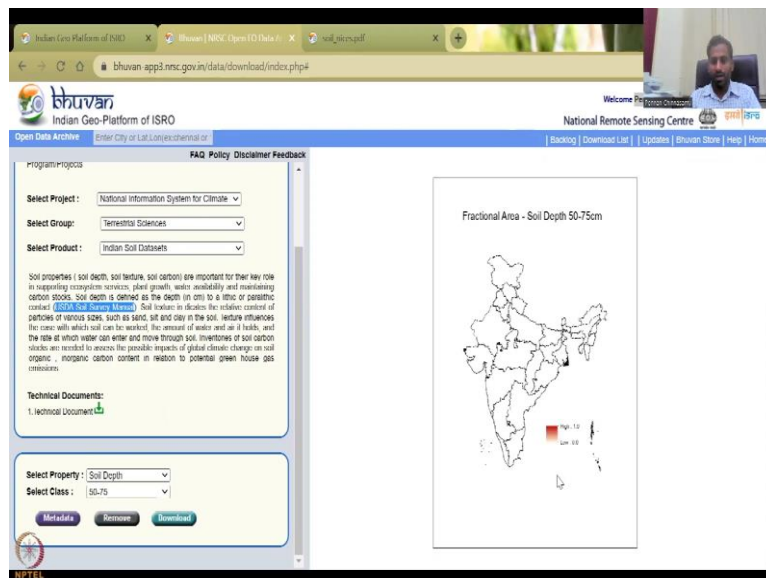 Indian Geo Platform of ISRO X
Bhuvan | NRSC Open EO Data A X
soil_nices.pdf X
bhuvan-app3.nrsc.gov.in/data/download/index.php#
bhuvan
Indian Geo-Platform of ISRO
Welcome
Ponnan Chinnasamy
National Remote Sensing Centre
इसरो isro
Open Data Archive
Enter City or Lat,Lon(ex:chennai or
| Backlog | Download List | | Updates | Bhuvan Store | Help | Home
FAQ Policy Disclaimer Feedback
Program/Projects
Select Project : National Information System for Climate
Select Group: Terrestrial Sciences
Select Product : Indian Soil Datasets
Soil properties ( soil depth, soil texture, soil carbon) are important for their key role
in supporting ecosystem services, plant growth, water availability and maintaining
carbon stocks. Soil depth is defined as the depth (in cm) to a lithic or paralithic
contact (USDA Soil Survey Manual). Soil texture in dicates the relative content of
particles of various sizes, such as sand, silt and clay in the soil. Texture influences
the ease with which soil can be worked, the amount of water and air it holds, and
the rate at which water can enter and move through soil. Inventories of soil carbon
stocks are needed to assess the possible impacts of global climate change on soil
organic , inorganic carbon content in relation to potential green house gas
emissions.
Technical Documents:
1. Technical Document
Select Property : Soil Depth
Select Class : 50-75
Metadata Remove Download
Fractional Area - Soil Depth 50-75cm
High : 1.0
Low : 0.0
NPTEL